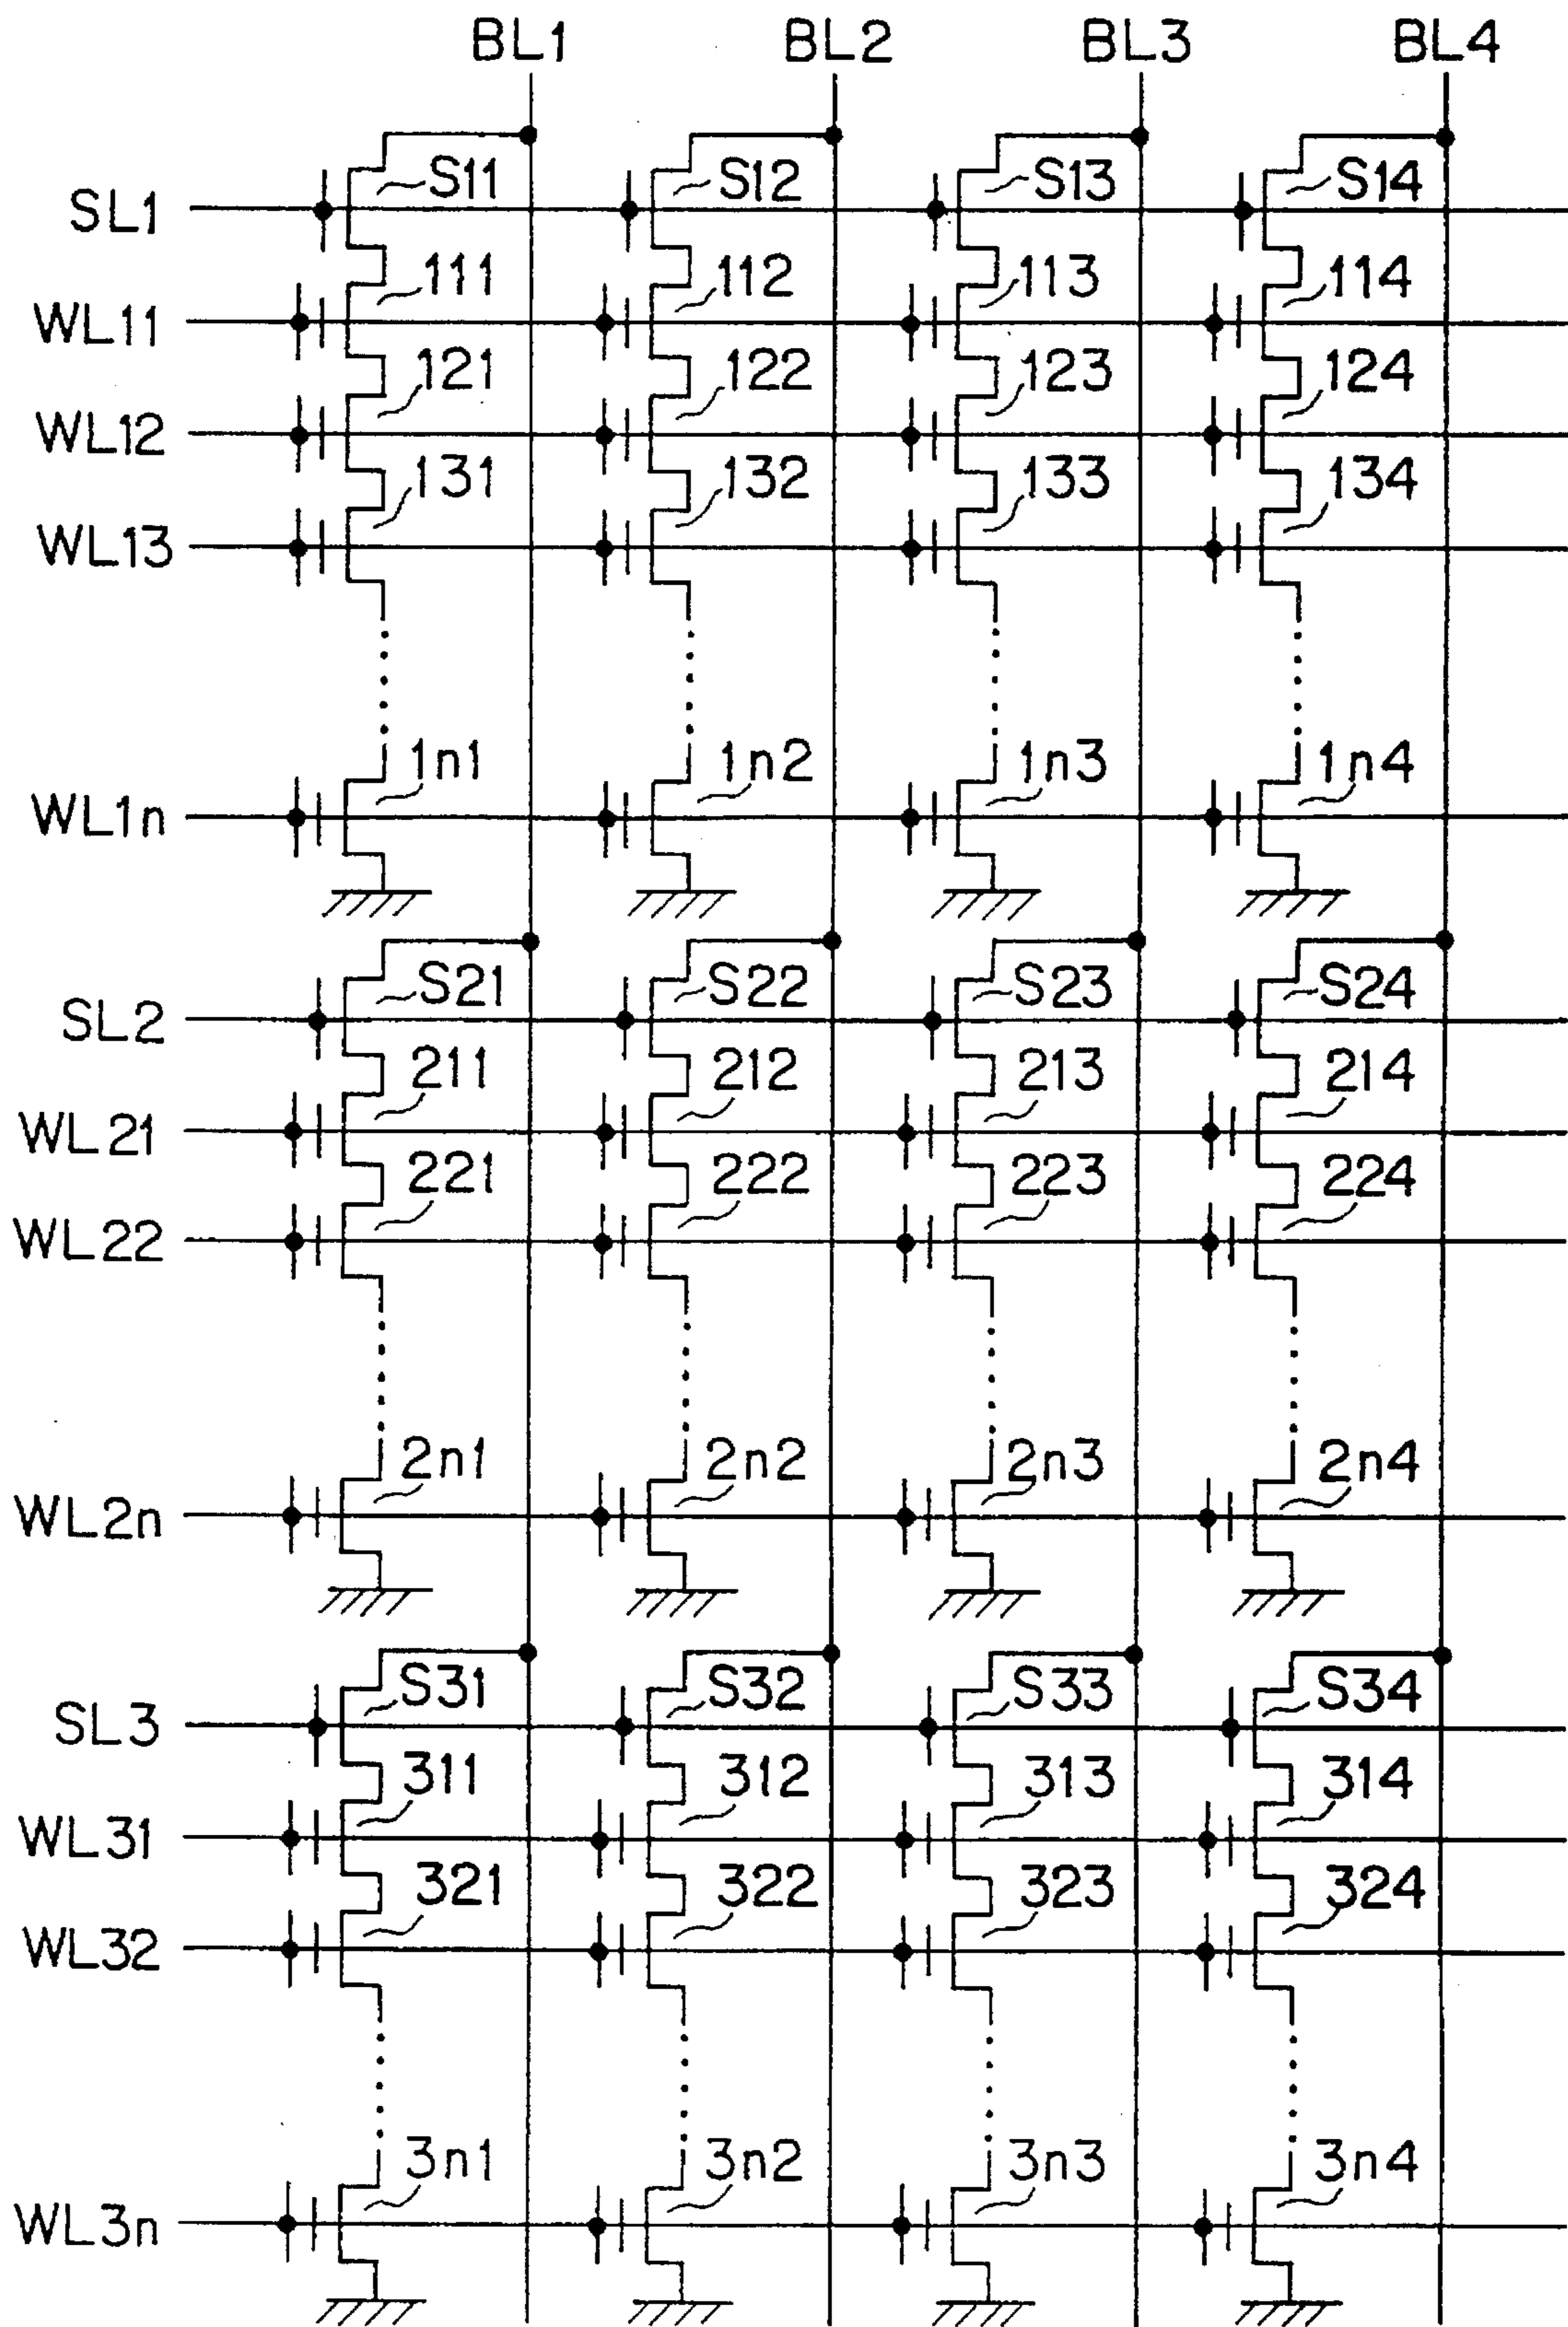 BL1 BL2 BL3 BL4
S11 S12 S13 S14
SL1
111 112 113 114
WL11
121 122 123 124
WL12
131 132 133 134
WL13
1n1 1n2 1n3 1n4
WL1n
S21 S22 S23 S24
SL2
211 212 213 214
WL21
221 222 223 224
WL22
2n1 2n2 2n3 2n4
WL2n
S31 S32 S33 S34
SL3
311 312 313 314
WL31
321 322 323 324
WL32
3n1 3n2 3n3 3n4
WL3n